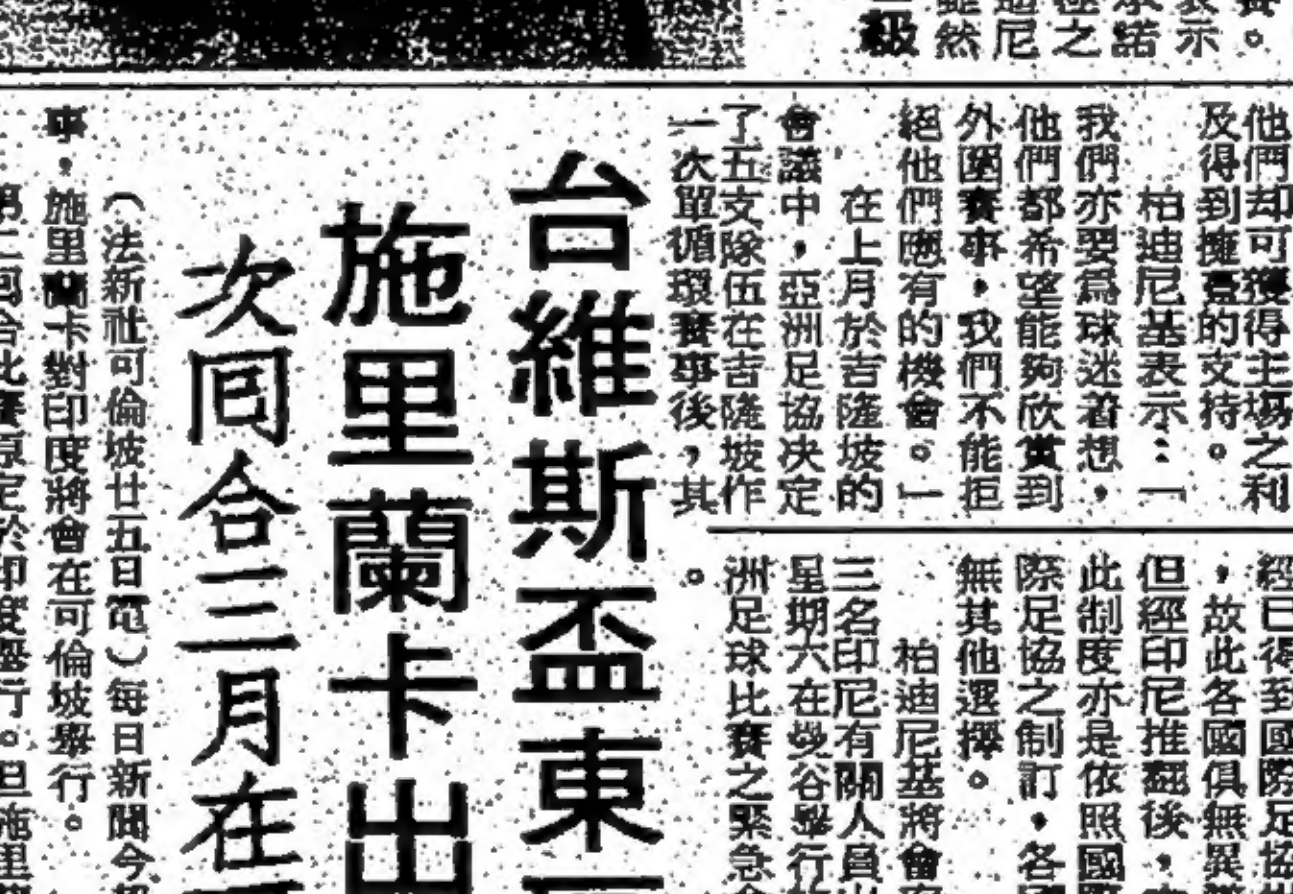 示。
承諾
之
尼
然
級
他們却可獲得主場之利
及得到擁躉的支持。
柏迪尼基表示：「
我們亦要爲球迷着想，
他們都希望能夠欣賞到
外圍賽事，我們不能拒
絕他們應有的機會。」
在上月於吉隆坡的
會議中，亞洲足協決定
了五支隊伍在吉隆坡作
一次單循環賽事後，其
經已得到國際足協
，故此各國俱無異
但經印尼推翻後，
此制度亦是依照國際
際足協之制訂，各
無其他選擇。
柏迪尼基將會
三名印尼有關人員
星期六在曼谷舉行
洲足球比賽之緊急
。
台維斯盃東
施里蘭卡出
次囘合三月在
（法新社可倫坡廿五日電）每日新聞今
事，施里蘭卡對印度將會在可倫坡舉行。
第二囘合比賽原定於印度舉行。但施里